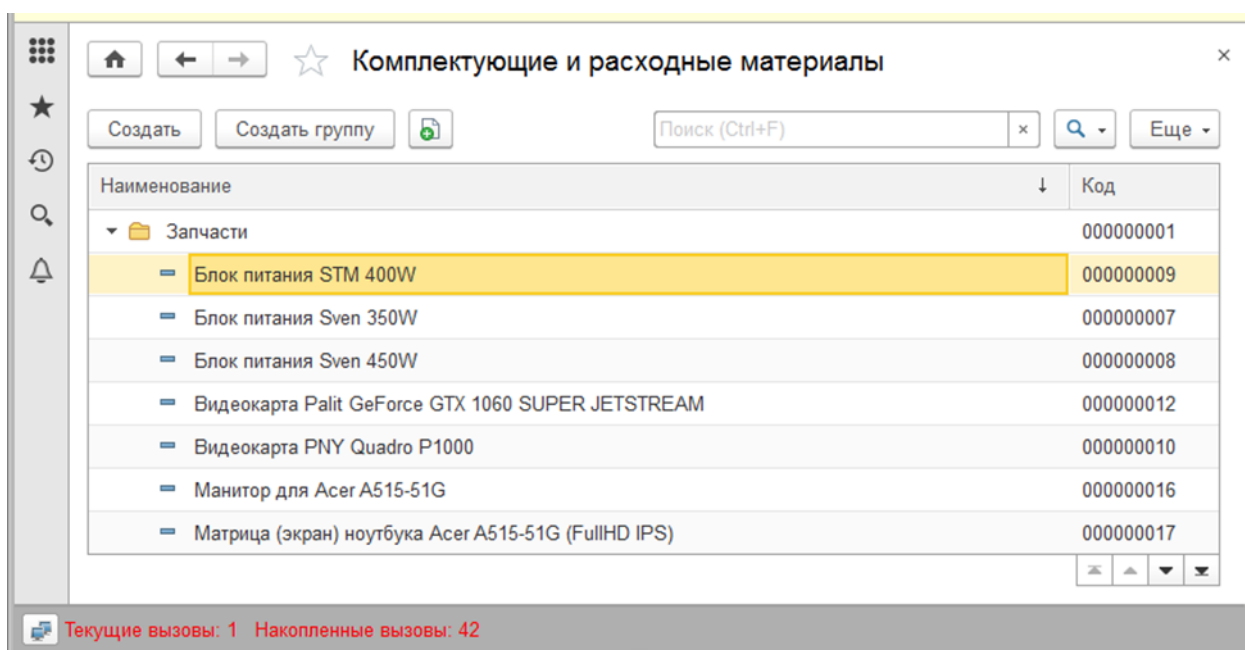 Комплектующие и расходные материалы
Создать Создать группу Поиск (Ctrl+F) Еще
Наименование Код
Запчасти 000000001
Блок питания STM 400W 000000009
Блок питания Sven 350W 000000007
Блок питания Sven 450W 000000008
Видеокарта Palit GeForce GTX 1060 SUPER JETSTREAM 000000012
Видеокарта PNY Quadro P1000 000000010
Манитор для Acer A515-51G 000000016
Матрица (экран) ноутбука Acer A515-51G (FullHD IPS) 000000017
Текущие вызовы: 1 Накопленные вызовы: 42